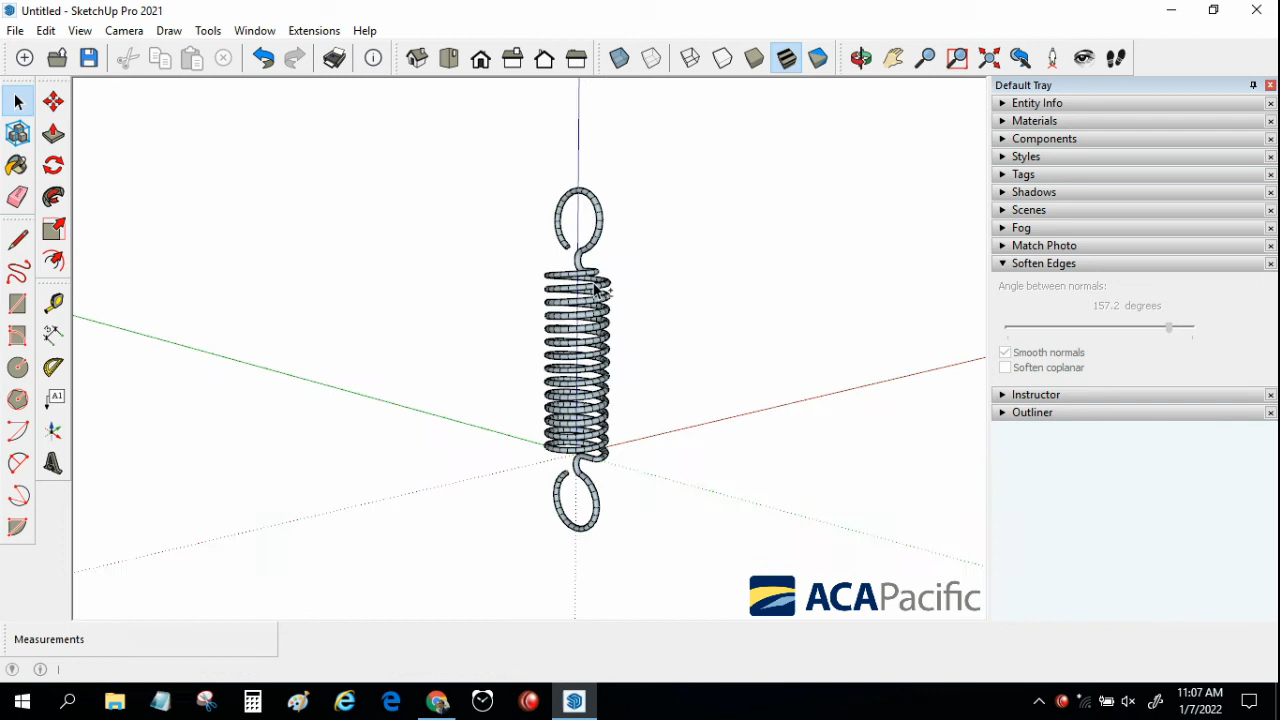 Untitled - SketchUp Pro 2021
File Edit View Camera Draw Tools Window Extensions Help
Default Tray
Entity Info
Materials
Components
Styles
Tags
Shadows
Scenes
Fog
Match Photo
Soften Edges
Angle between normals:
157.2 degrees
Smooth normals
Soften coplanar
Instructor
Outliner
A1
ACAPacific
Measurements
11:07 AM
1/7/2022